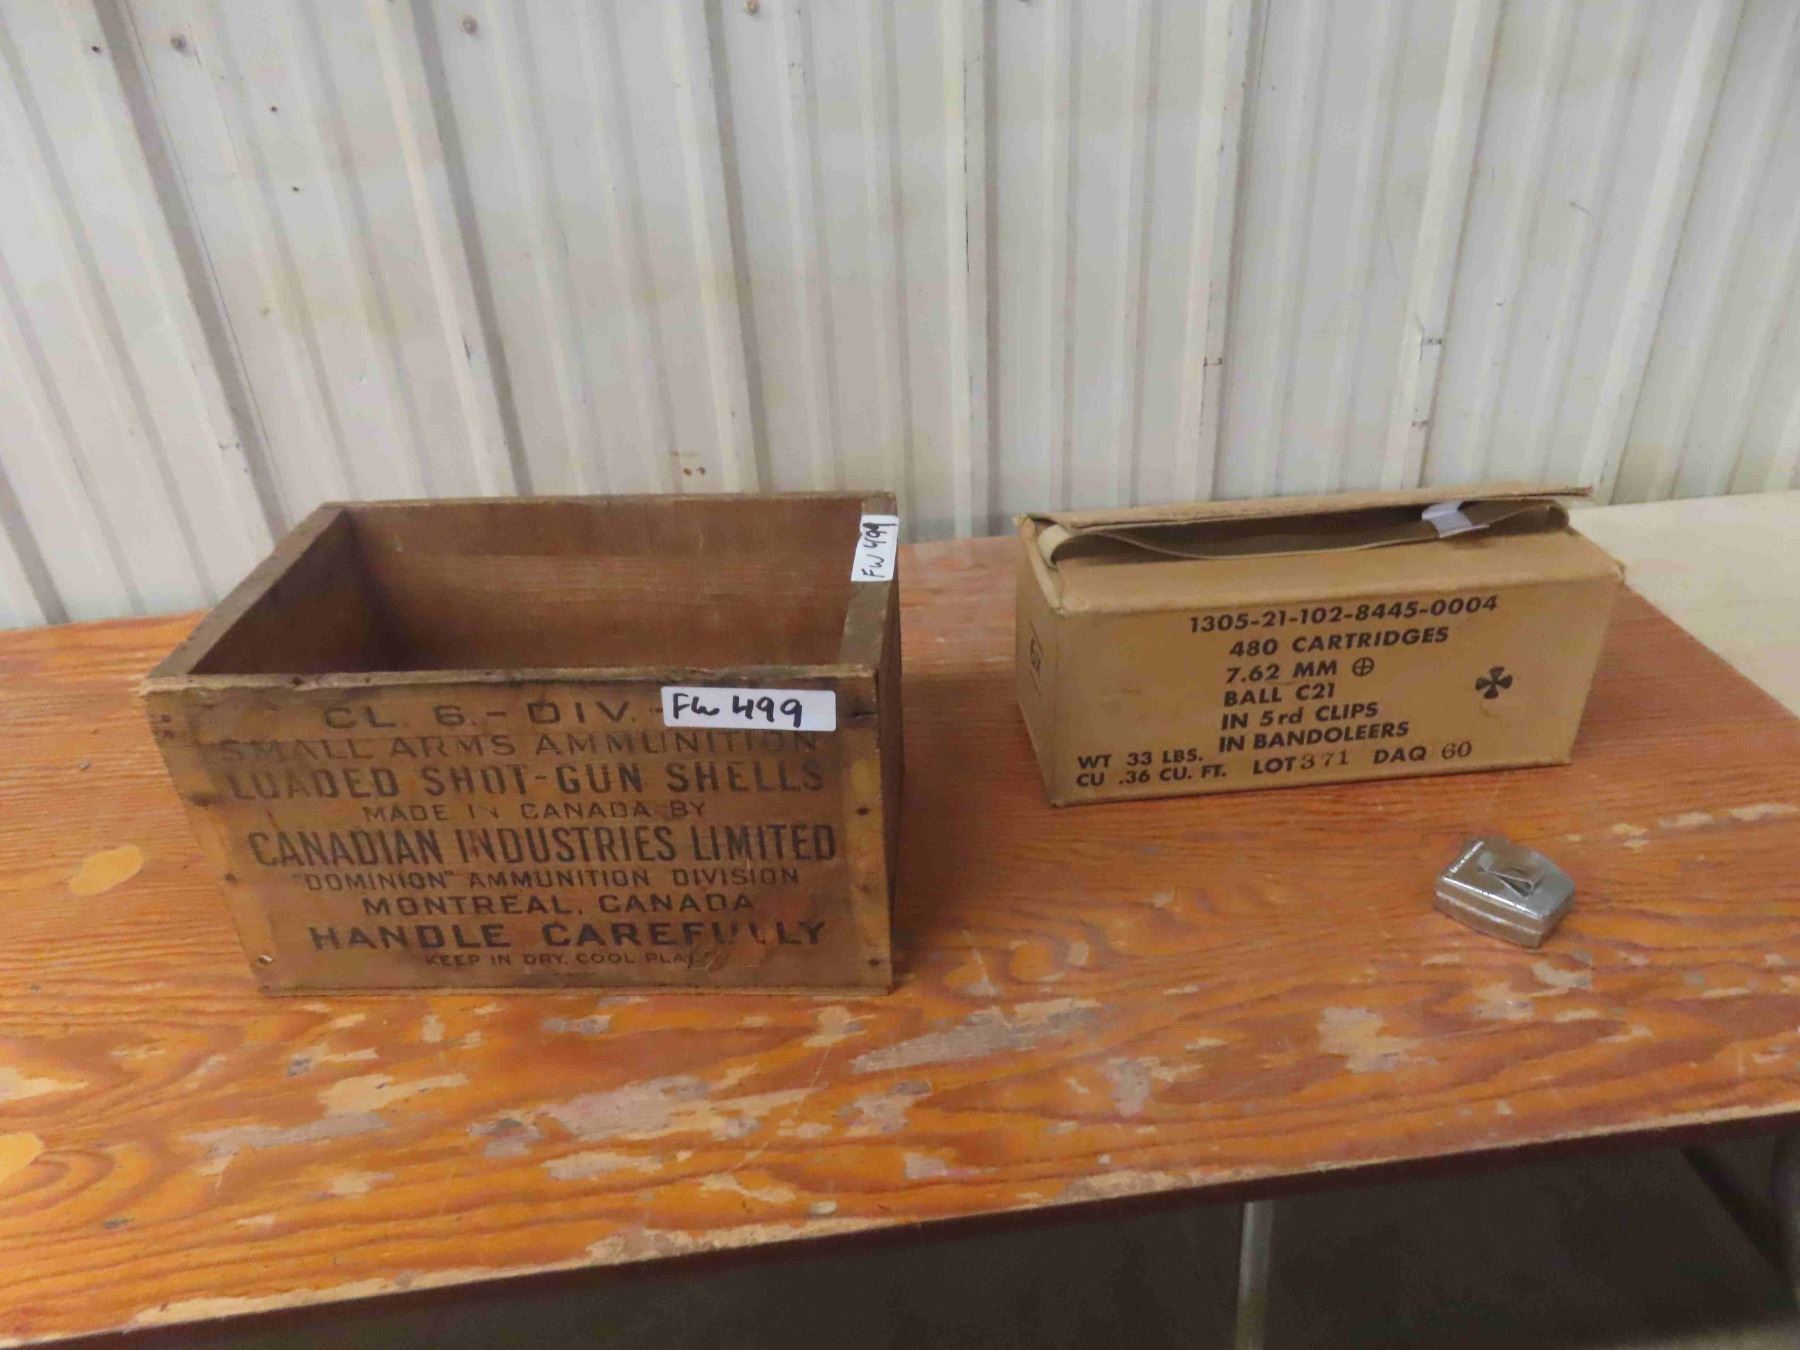 FW 499
CL. 6.-DIV.
FW 499
SMALL ARMS AMMUNITION
LOADED SHOT-GUN SHELLS
MADE IN CANADA BY
CANADIAN INDUSTRIES LIMITED
"DOMINION" AMMUNITION DIVISION
MONTREAL, CANADA
HANDLE CAREFULLY
KEEP IN DRY, COOL PLACE
1305-21-102-8445-0004
480 CARTRIDGES
7.62 MM ⊕
BALL C21
IN 5rd CLIPS
IN BANDOLEERS
WT 33 LBS.
CU .36 CU. FT. LOT 371 DAQ 60